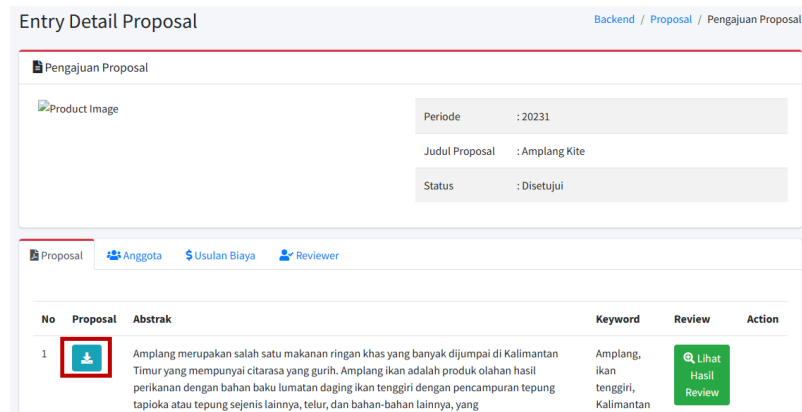 Entry Detail Proposal
Backend / Proposal / Pengajuan Proposal
Pengajuan Proposal
Product Image
Periode : 20231
Judul Proposal : Amplang Kite
Status : Disetujui
Proposal Anggota $ Usulan Biaya Reviewer
No Proposal Abstrak Keyword Review Action
1
Amplang merupakan salah satu makanan ringan khas yang banyak dijumpai di Kalimantan
Timur yang mempunyai citarasa yang gurih. Amplang ikan adalah produk olahan hasil
perikanan dengan bahan baku lumatan daging ikan tenggiri dengan pencampuran tepung
tapioka atau tepung sejenis lainnya, telur, dan bahan-bahan lainnya, yang
Amplang,
ikan
tenggiri,
Kalimantan
Lihat
Hasil
Review